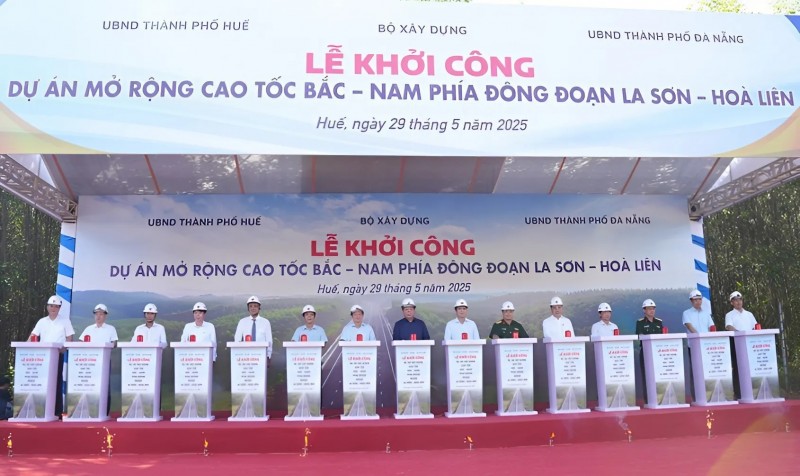 UBND THÀNH PHỐ HUẾ
BỘ XÂY DỰNG
UBND THÀNH PHỐ ĐÀ NẴNG
LỄ KHỞI CÔNG
DỰ ÁN MỞ RỘNG CAO TỐC BẮC – NAM PHÍA ĐÔNG ĐOẠN LA SƠN – HOÀ LIÊN
Huế, ngày 29 tháng 5 năm 2025
UBND THÀNH PHỐ HUẾ
BỘ XÂY DỰNG
UBND THÀNH PHỐ ĐÀ NẴNG
LỄ KHỞI CÔNG
DỰ ÁN MỞ RỘNG CAO TỐC BẮC – NAM PHÍA ĐÔNG ĐOẠN LA SƠN – HOÀ LIÊN
Huế, ngày 29 tháng 5 năm 2025